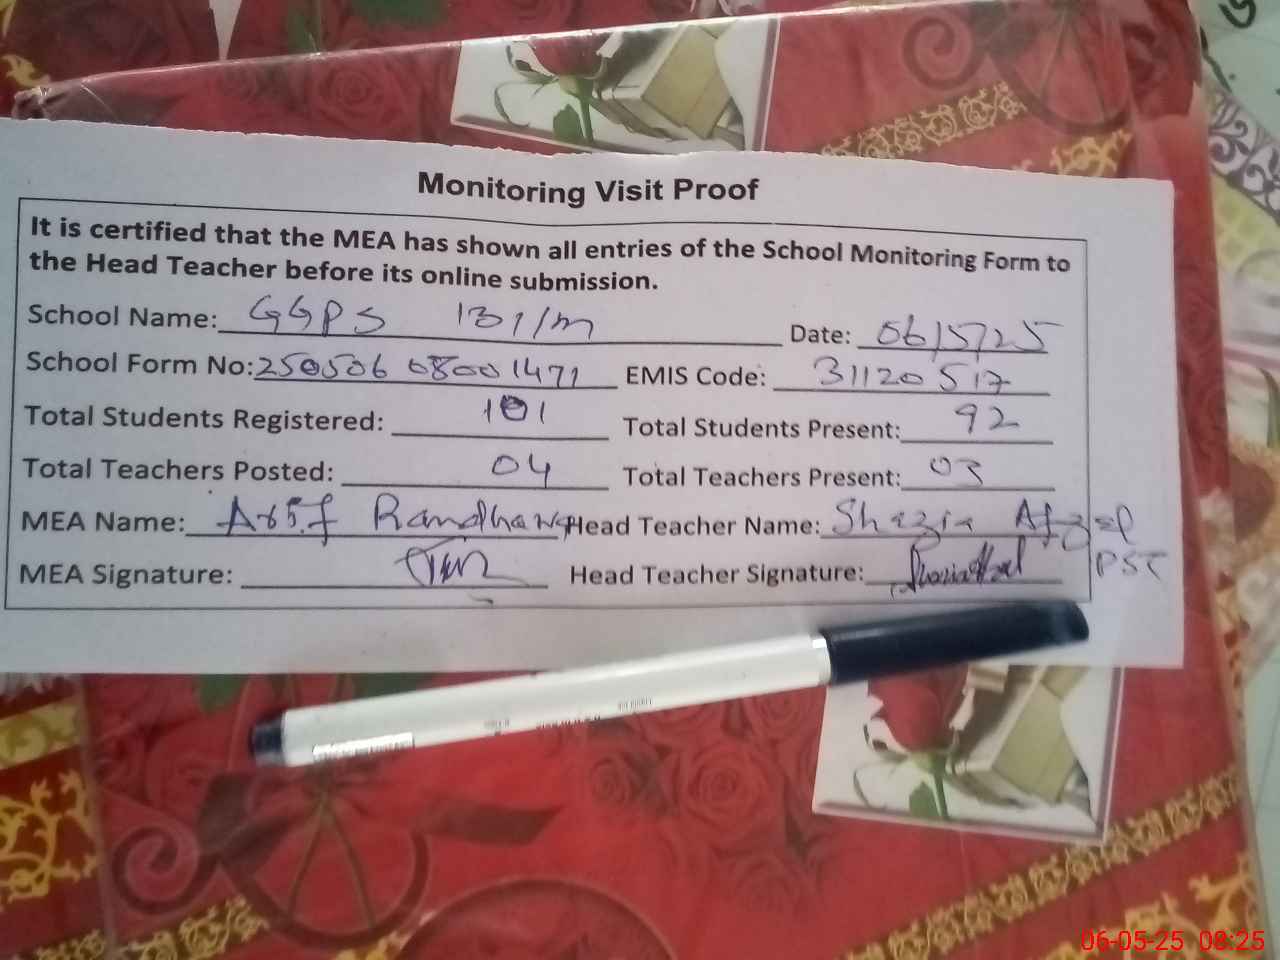 Monitoring Visit Proof
It is certified that the MEA has shown all entries of the School Monitoring Form to
the Head Teacher before its online submission.
School Name: GGPS 131/m Date: 06/5/25
School Form No: 250506 08001471 EMIS Code: 31120517
Total Students Registered: 101 Total Students Present: 92
Total Teachers Posted: 04 Total Teachers Present: 03
MEA Name: Asif Randhawa Head Teacher Name: Shazia Afzal
MEA Signature: Head Teacher Signature: PST
06-05-25 08:25